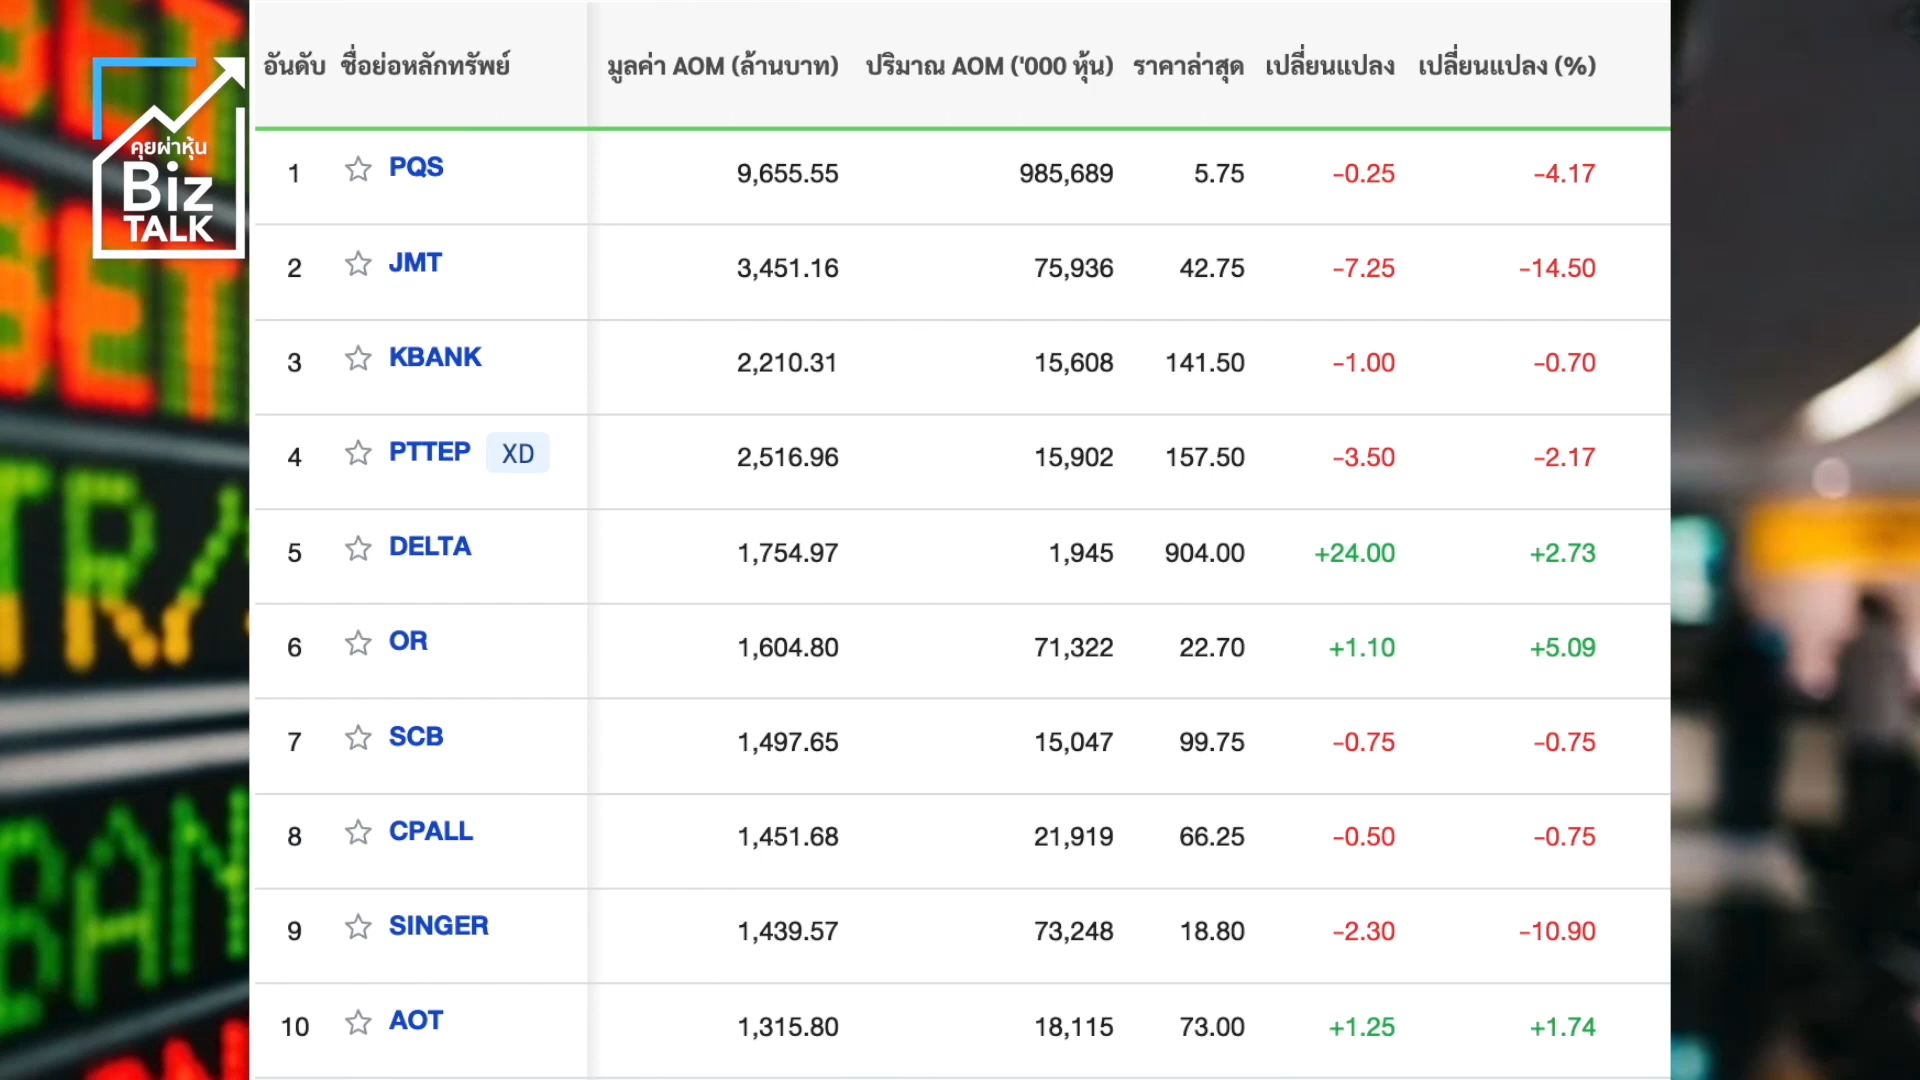 อันดับ ชื่อย่อหลักทรัพย์ มูลค่า AOM (ล้านบาท) ปริมาณ AOM ('000 หุ้น) ราคาล่าสุด เปลี่ยนแปลง เปลี่ยนแปลง (%)
คุยผ่าหุ้น
Biz
TALK
1 PQS 9,655.55 985,689 5.75 -0.25 -4.17
2 JMT 3,451.16 75,936 42.75 -7.25 -14.50
3 KBANK 2,210.31 15,608 141.50 -1.00 -0.70
4 PTTEP XD 2,516.96 15,902 157.50 -3.50 -2.17
5 DELTA 1,754.97 1,945 904.00 +24.00 +2.73
6 OR 1,604.80 71,322 22.70 +1.10 +5.09
7 SCB 1,497.65 15,047 99.75 -0.75 -0.75
8 CPALL 1,451.68 21,919 66.25 -0.50 -0.75
9 SINGER 1,439.57 73,248 18.80 -2.30 -10.90
10 AOT 1,315.80 18,115 73.00 +1.25 +1.74